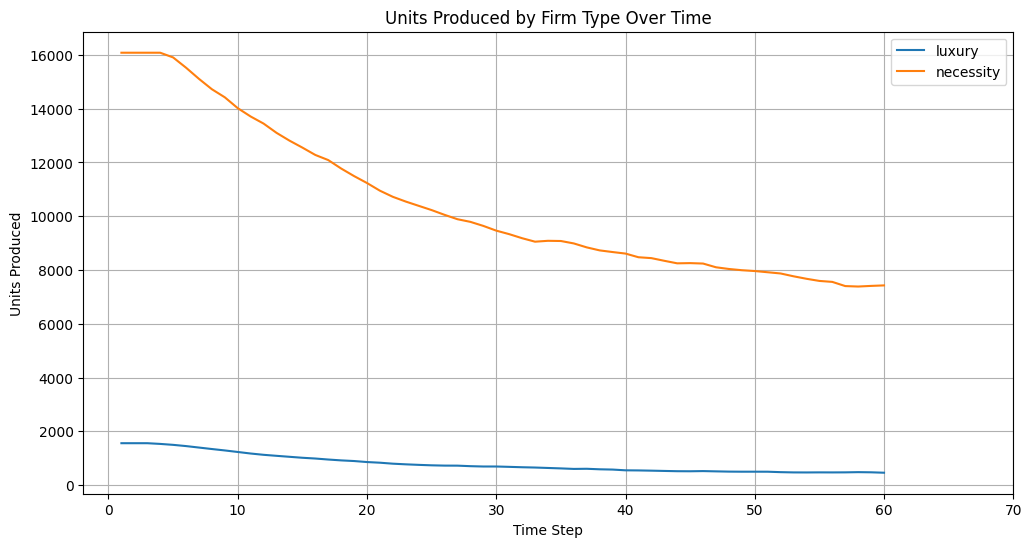 Units Produced by Firm Type Over Time
luxury
necessity
Units Produced
16000
14000
12000
10000
8000
6000
4000
2000
0
0 10 20 30 40 50 60 70
Time Step